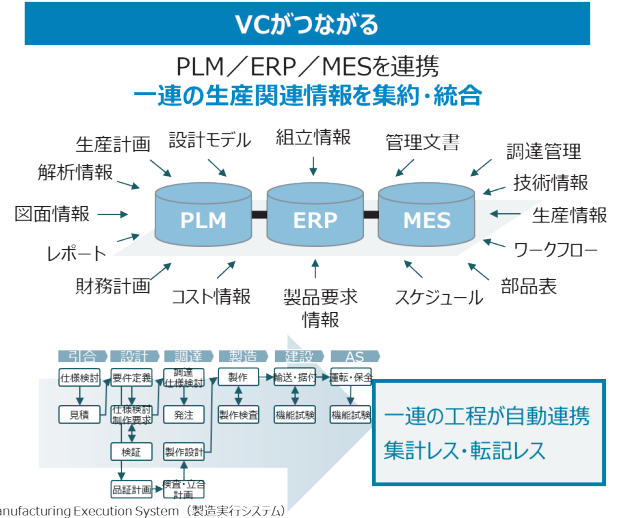 VCがつながる
PLM／ERP／MESを連携
一連の生産関連情報を集約・統合
生産計画
設計モデル
組立情報
管理文書
調達管理
解析情報
技術情報
図面情報
PLM
ERP
MES
生産情報
レポート
ワークフロー
財務計画
コスト情報
製品要求
情報
スケジュール
部品表
引合
設計
調達
製造
建設
AS
仕様検討
要件定義
調達
仕様検討
製作
輸送・据付
運転・保全
見積
仕様検討
制作要求
発注
製作検査
機能試験
機能試験
検証
製作設計
品証計画
検査・立合
計画
一連の工程が自動連携
集計レス・転記レス
anufacturing Execution System（製造実行システム）